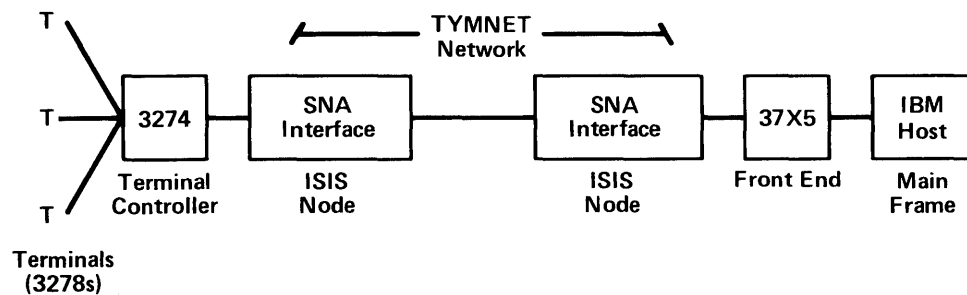 TYMNET
Network
T
T
T
Terminals
(3278s)
3274
Terminal
Controller
SNA
Interface
ISIS
Node
SNA
Interface
ISIS
Node
37X5
Front End
IBM
Host
Main
Frame